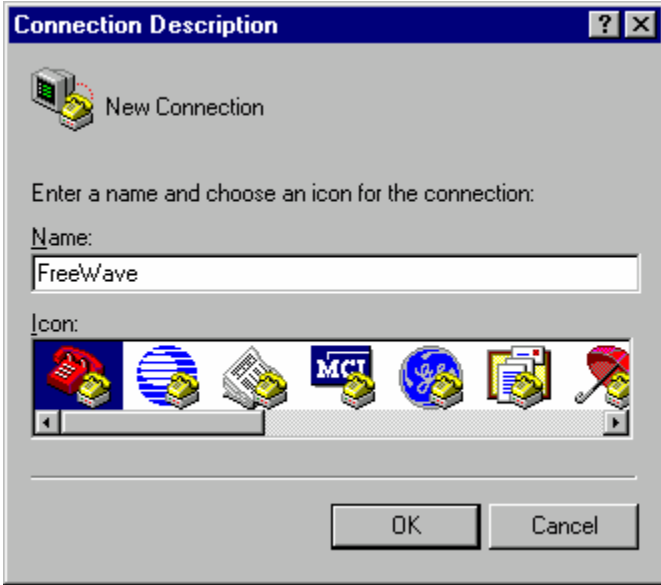 Connection Description
New Connection
Enter a name and choose an icon for the connection:
Name:
FreeWave
Icon:
MCI
OK Cancel